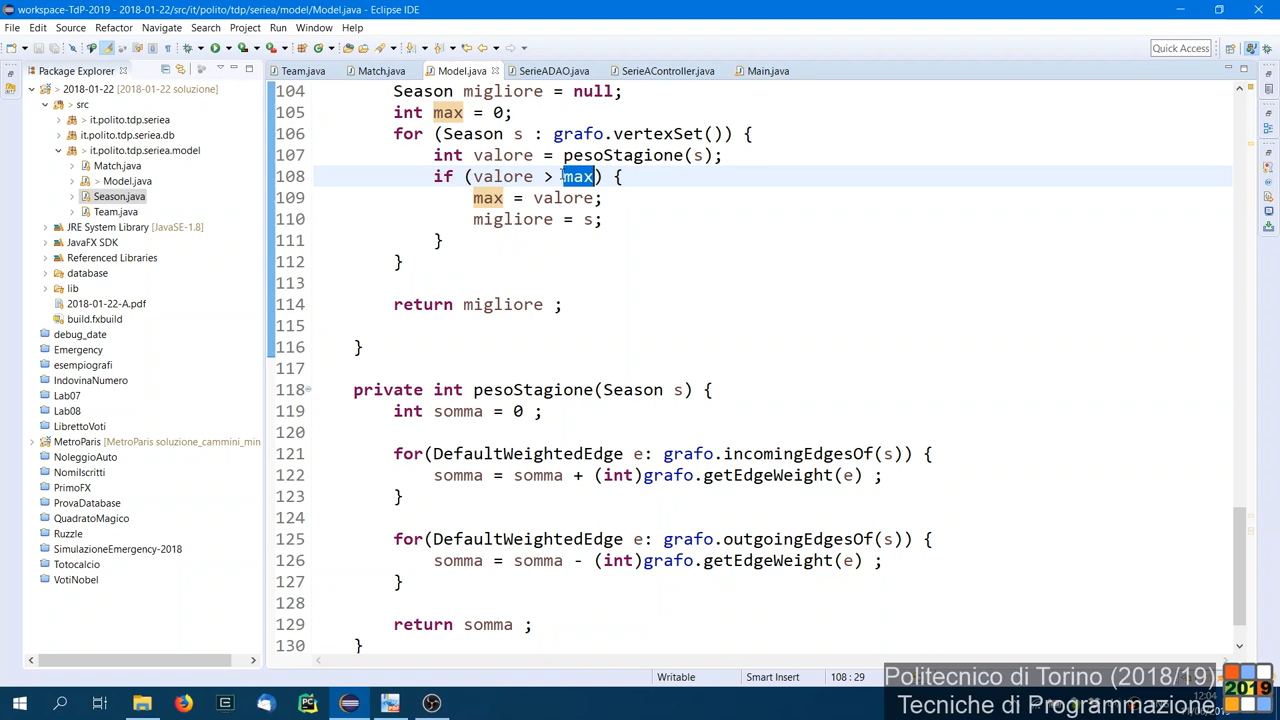 workspace-TdP-2019 - 2018-01-22/src/it/polito/tdp/seriea/model/Model.java - Eclipse IDE
File Edit Source Refactor Navigate Search Project Run Window Help
Quick Access
Package Explorer
Team.java Match.java Model.java SerieADAO.java SerieAController.java Main.java
2018-01-22 [2018-01-22 soluzione]
src
it.polito.tdp.seriea
it.polito.tdp.seriea.db
it.polito.tdp.seriea.model
Match.java
Model.java
Season.java
Team.java
JRE System Library [JavaSE-1.8]
JavaFX SDK
Referenced Libraries
database
lib
2018-01-22-A.pdf
build.fxbuild
debug_date
Emergency
esempiografi
IndovinaNumero
Lab07
Lab08
LibrettoVoti
MetroParis [MetroParis soluzione_cammini_min
NoleggioAuto
NomiIscritti
PrimoFX
ProvaDatabase
QuadratoMagico
Ruzzle
SimulazioneEmergency-2018
Totocalcio
VotiNobel
104 Season migliore = null;
105 int max = 0;
106 for (Season s : grafo.vertexSet()) {
107 int valore = pesoStagione(s);
108 if (valore > max) {
109 max = valore;
110 migliore = s;
111 }
112 }
113
114 return migliore ;
115
116 }
117
118 private int pesoStagione(Season s) {
119 int somma = 0 ;
120
121 for(DefaultWeightedEdge e: grafo.incomingEdgesOf(s)) {
122 somma = somma + (int)grafo.getEdgeWeight(e) ;
123 }
124
125 for(DefaultWeightedEdge e: grafo.outgoingEdgesOf(s)) {
126 somma = somma - (int)grafo.getEdgeWeight(e) ;
127 }
128
129 return somma ;
130 }
Writable Smart Insert 108 : 29
Politecnico di Torino (2018/19)
Tecniche di Programmazione
2019
12:04